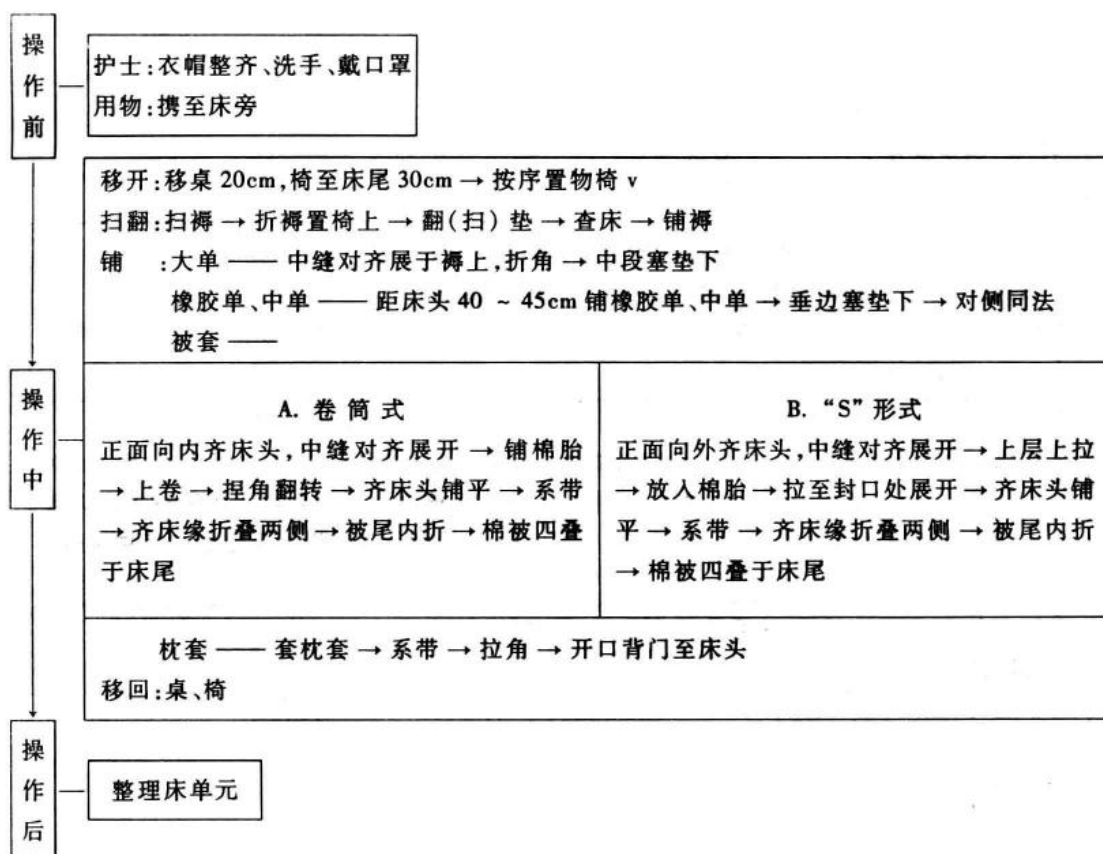 操作前
护士:衣帽整齐、洗手、戴口罩
用物:携至床旁
移开:移桌 20cm,椅至床尾 30cm → 按序置物椅 v
扫翻:扫褥 → 折褥置椅上 → 翻(扫) 垫 → 查床 → 铺褥
铺 :大单 —— 中缝对齐展于褥上,折角 → 中段塞垫下
橡胶单、中单 —— 距床头 40 ~ 45cm 铺橡胶单、中单 → 垂边塞垫下 → 对侧同法
被套 ——
操作中
A. 卷筒式
正面向内齐床头,中缝对齐展开 → 铺棉胎
→ 上卷 → 捏角翻转 → 齐床头铺平 → 系带
→ 齐床缘折叠两侧 → 被尾内折 → 棉被四叠
于床尾
B. “S”形式
正面向外齐床头,中缝对齐展开 → 上层上拉
→ 放入棉胎 → 拉至封口处展开 → 齐床头铺
平 → 系带 → 齐床缘折叠两侧 → 被尾内折
→ 棉被四叠于床尾
枕套 —— 套枕套 → 系带 → 拉角 → 开口背门至床头
移回:桌、椅
操作后
整理床单元